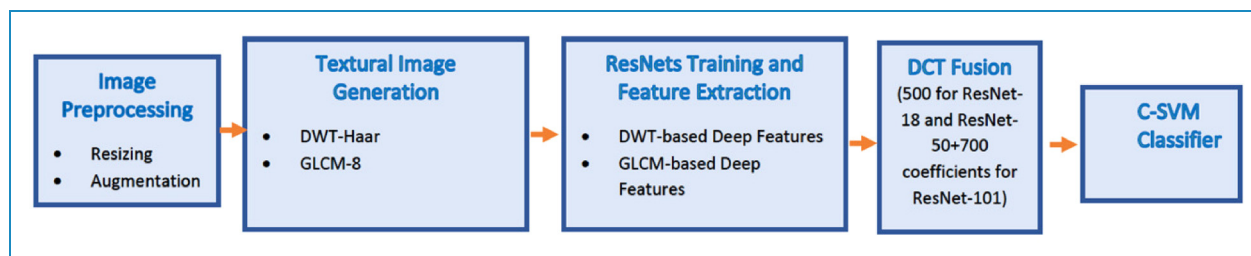 Image
Preprocessing
• Resizing
• Augmentation
Textural Image
Generation
• DWT-Haar
• GLCM-8
ResNets Training and
Feature Extraction
• DWT-based Deep Features
• GLCM-based Deep
Features
DCT Fusion
(500 for ResNet-
18 and ResNet-
50+700
coefficients for
ResNet-101)
C-SVM
Classifier